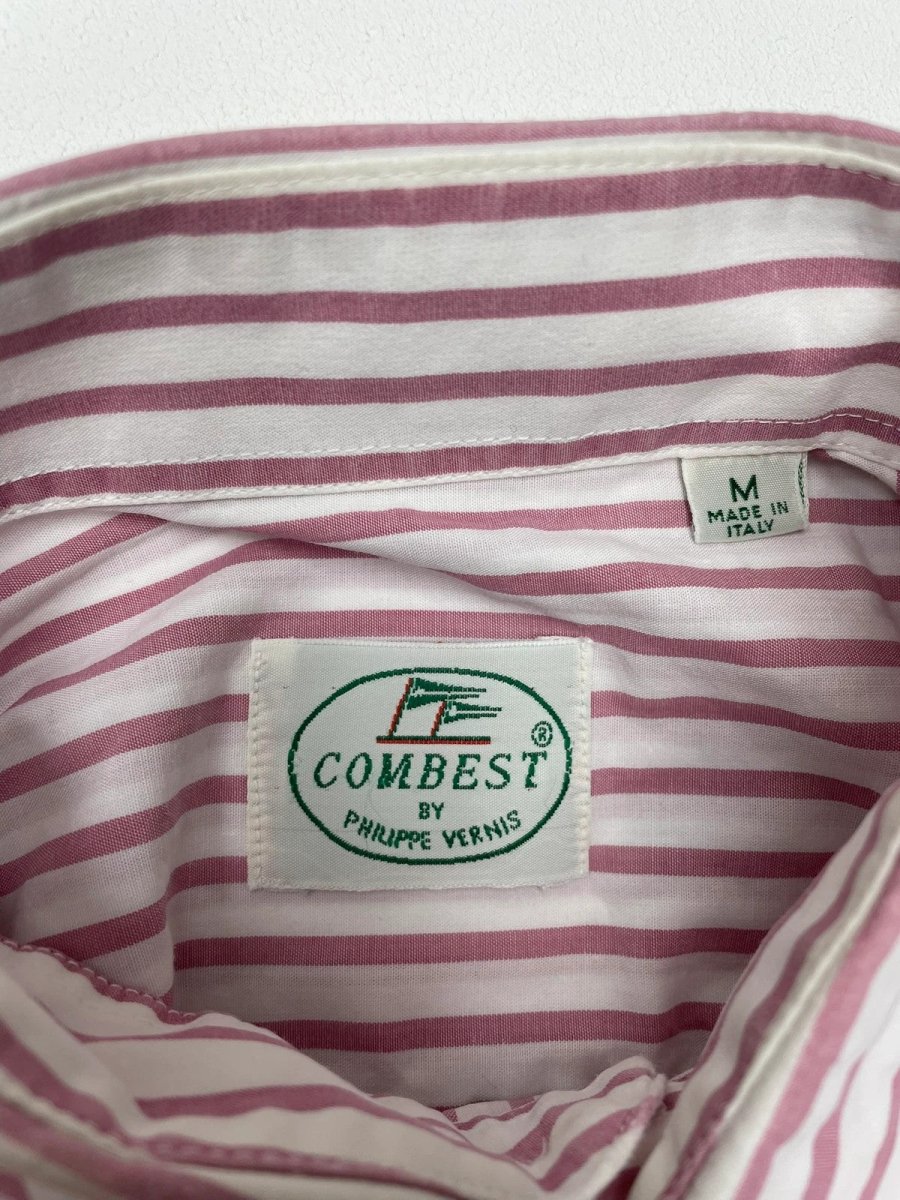 M
MADE IN
ITALY
COMBEST®
BY
PHILIPPE VERNIS